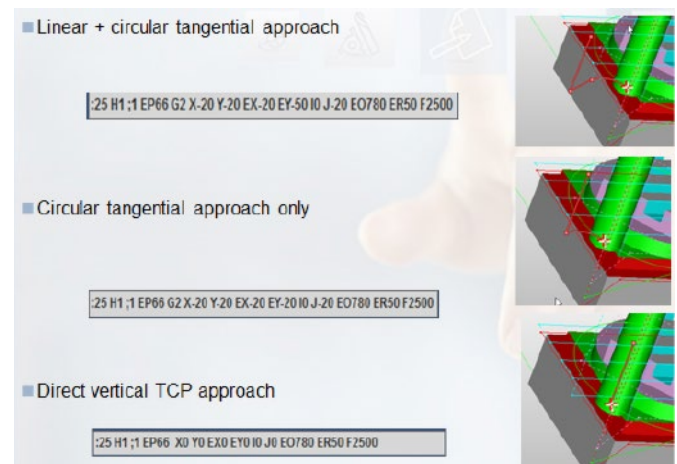 Linear + circular tangential approach
:25 H1 ;1 EP66 G2 X-20 Y-20 EX-20 EY-50 I0 J-20 EO780 ER50 F2500
Circular tangential approach only
:25 H1 ;1 EP66 G2 X-20 Y-20 EX-20 EY-20 I0 J-20 EO780 ER50 F2500
Direct vertical TCP approach
:25 H1 ;1 EP66 X0 Y0 EX0 EY0 I0 J0 EO780 ER50 F2500